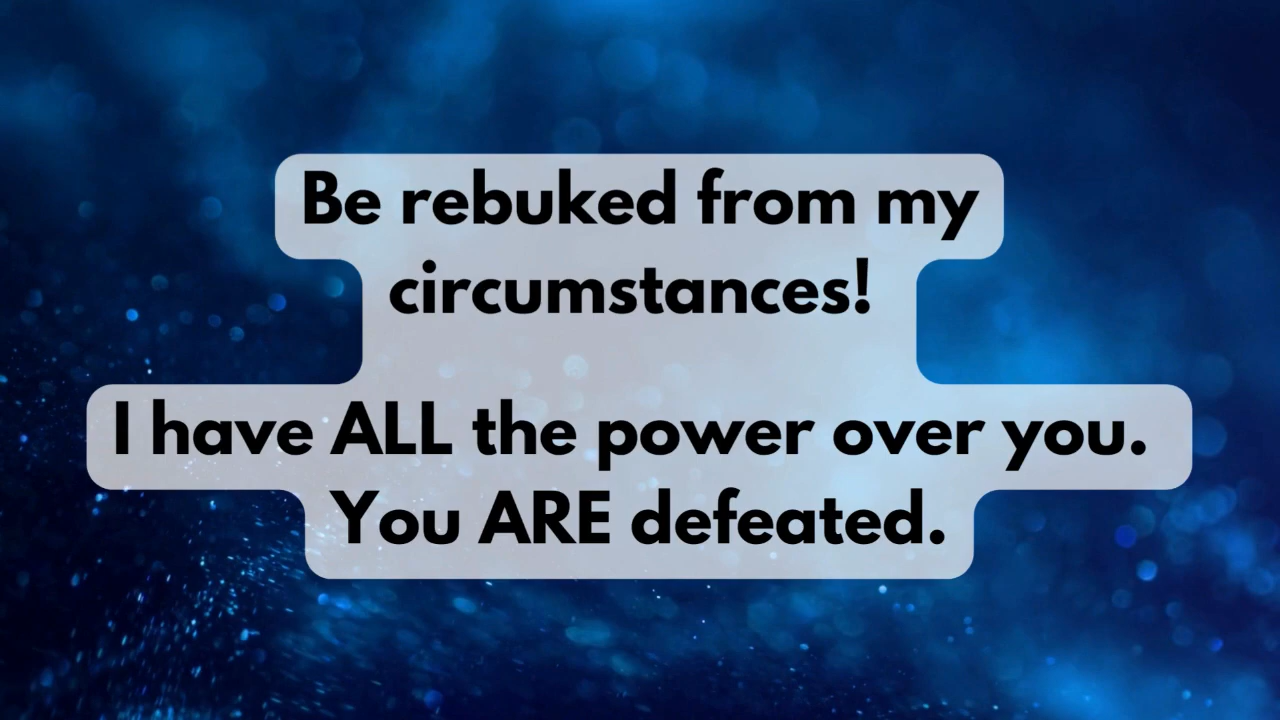 Be rebuked from my
circumstances!
I have ALL the power over you.
You ARE defeated.